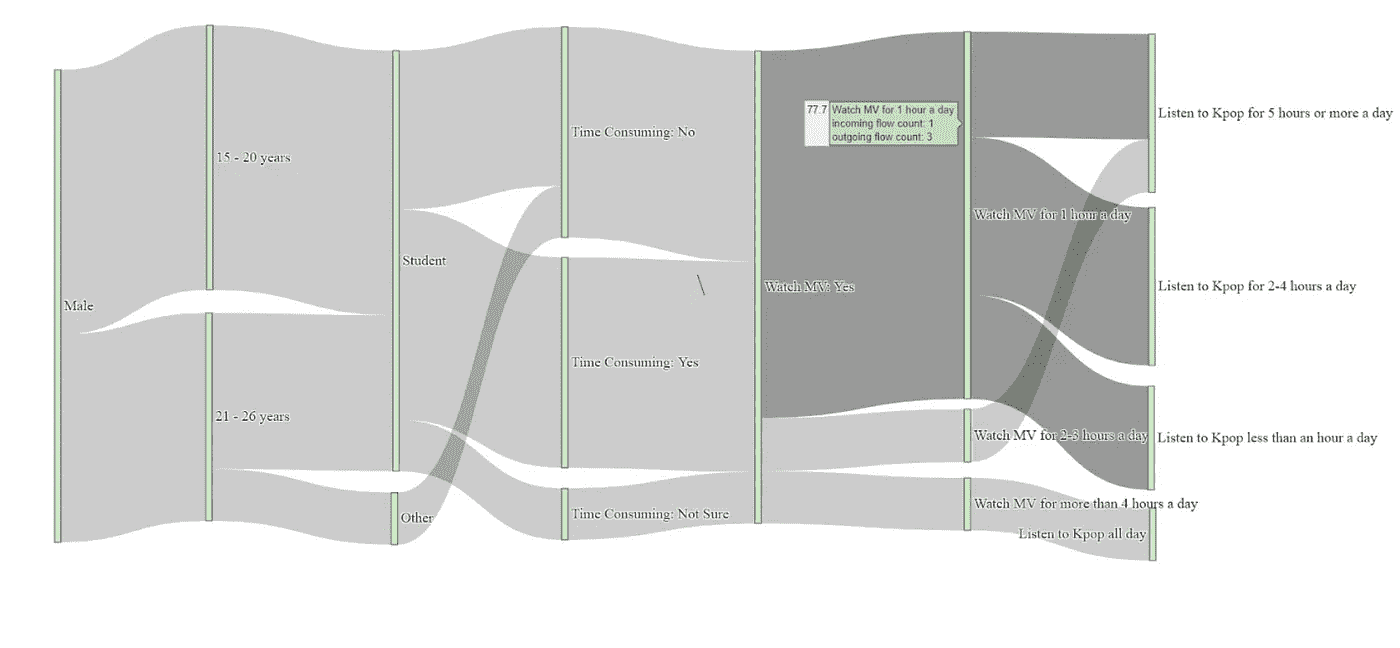 Male
15 - 20 years
21 - 26 years
Student
Other
Time Consuming: No
Time Consuming: Yes
Time Consuming: Not Sure
Watch MV: Yes
77.7
Watch MV for 1 hour a day
incoming flow count: 1
outgoing flow count: 3
Watch MV for 1 hour a day
Watch MV for 2-3 hours a day
Watch MV for more than 4 hours a day
Listen to Kpop for 5 hours or more a day
Listen to Kpop for 2-4 hours a day
Listen to Kpop less than an hour a day
Listen to Kpop all day